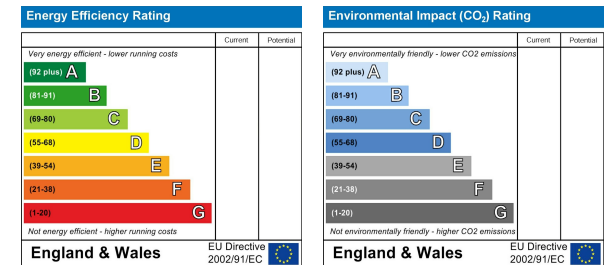 Energy Efficiency Rating
Current Potential
Very energy efficient - lower running costs
(92 plus) A
(81-91) B
(69-80) C
(55-68) D
(39-54) E
(21-38) F
(1-20) G
Not energy efficient - higher running costs
England & Wales
EU Directive
2002/91/EC
Environmental Impact (CO₂) Rating
Current Potential
Very environmentally friendly - lower CO2 emissions
(92 plus) A
(81-91) B
(69-80) C
(55-68) D
(39-54) E
(21-38) F
(1-20) G
Not environmentally friendly - higher CO2 emissions
England & Wales
EU Directive
2002/91/EC